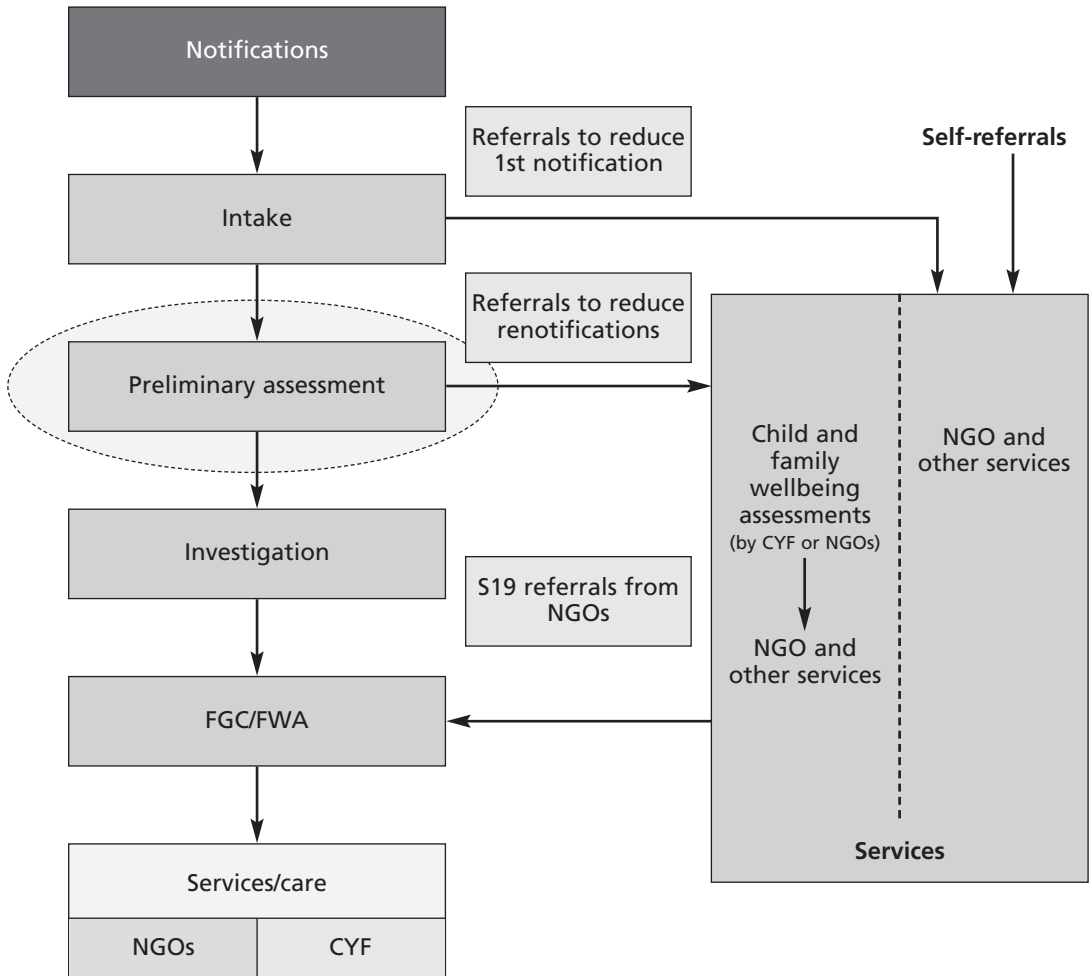 Notifications
Referrals to reduce
1st notification
Self-referrals
Intake
Referrals to reduce
renotifications
Preliminary assessment
Child and
family
wellbeing
assessments
(by CYF or NGOs)
NGO and
other services
NGO and
other services
Investigation
S19 referrals from
NGOs
FGC/FWA
Services
Services/care
NGOs
CYF